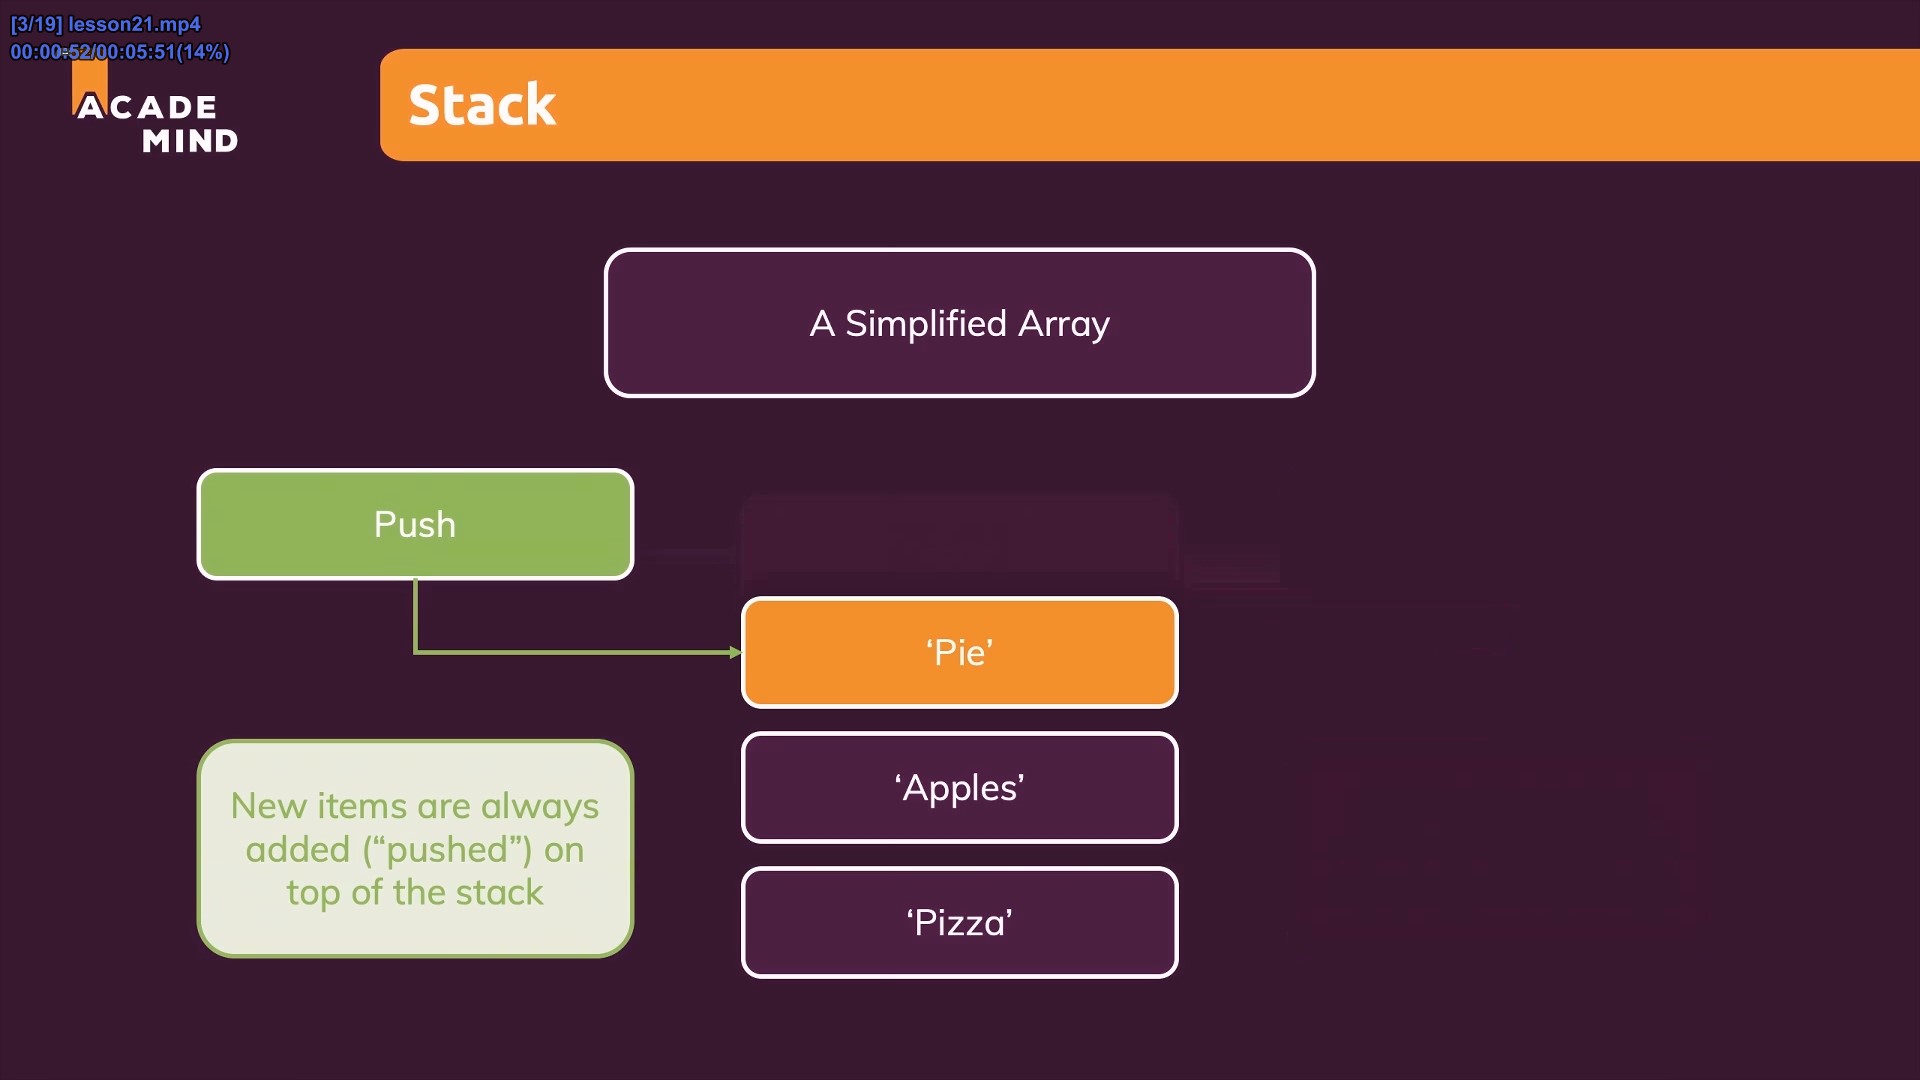 [3/19] lesson21.mp4
00:00:52/00:05:51(14%)
ACADE
MIND
Stack
A Simplified Array
Push
‘Pie’
‘Apples’
New items are always
added (“pushed”) on
top of the stack
‘Pizza’